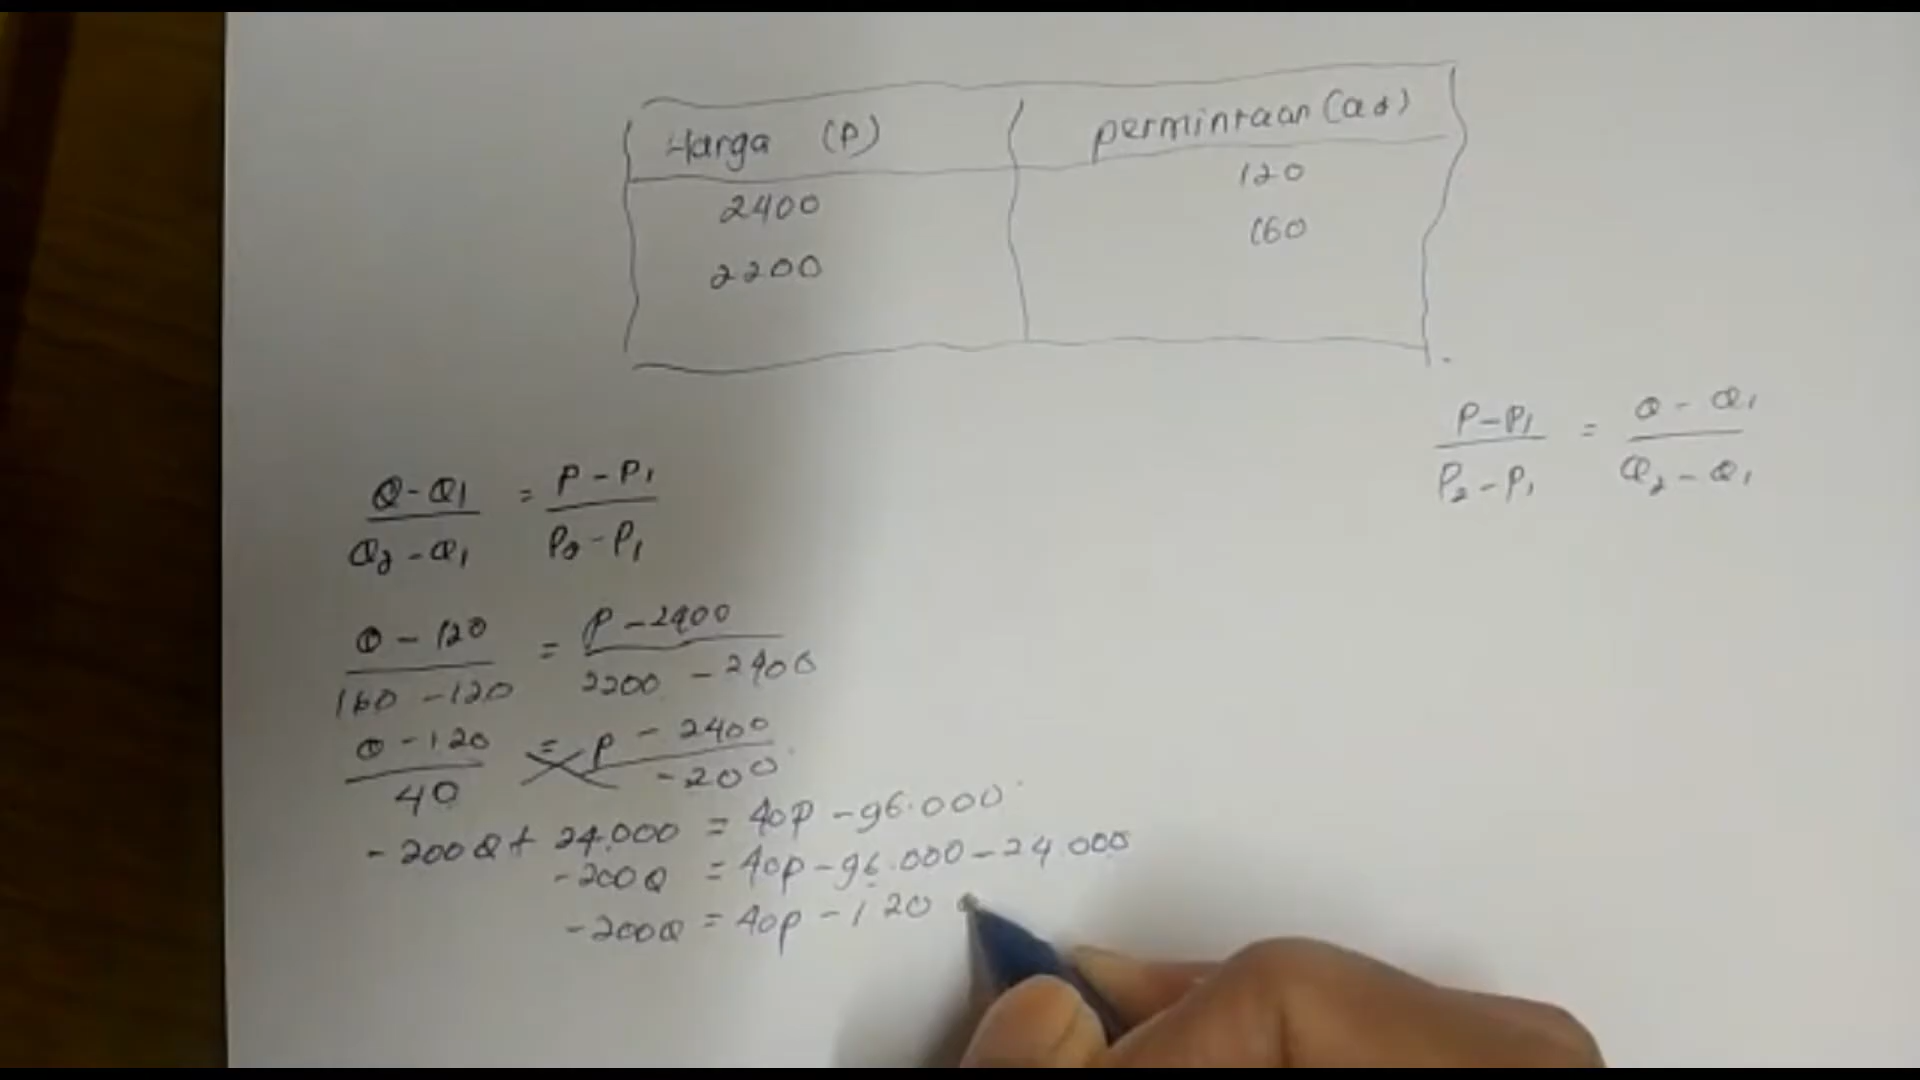 Harga (P) permintaan (Qd)
2400 120
2200 160
P - P1 / P2 - P1 = Q - Q1 / Q2 - Q1
Q - Q1 / Q2 - Q1 = P - P1 / P2 - P1
Q - 120 / 160 - 120 = P - 2400 / 2200 - 2400
Q - 120 / 40 = P - 2400 / -200
-200Q + 24.000 = 40P - 96.000
-200Q = 40P - 96.000 - 24.000
-200Q = 40P - 120